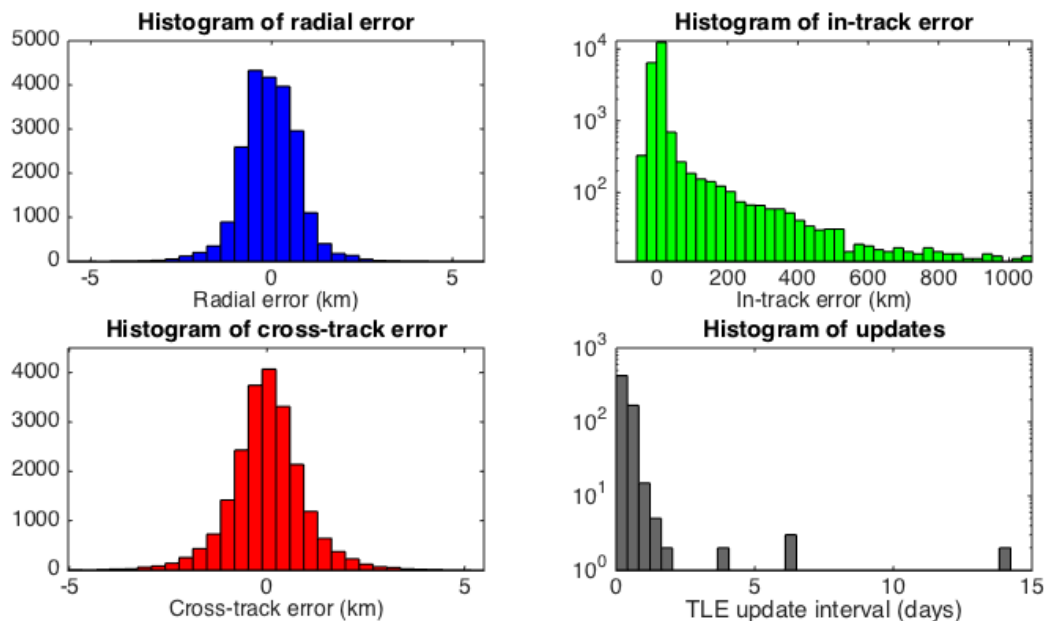 Histogram of radial error
5000
4000
3000
2000
1000
0
-5 0 5
Radial error (km)
Histogram of in-track error
10^4
10^3
10^2
0 200 400 600 800 1000
In-track error (km)
Histogram of cross-track error
4000
3000
2000
1000
0
-5 0 5
Cross-track error (km)
Histogram of updates
10^3
10^2
10^1
10^0
0 5 10 15
TLE update interval (days)